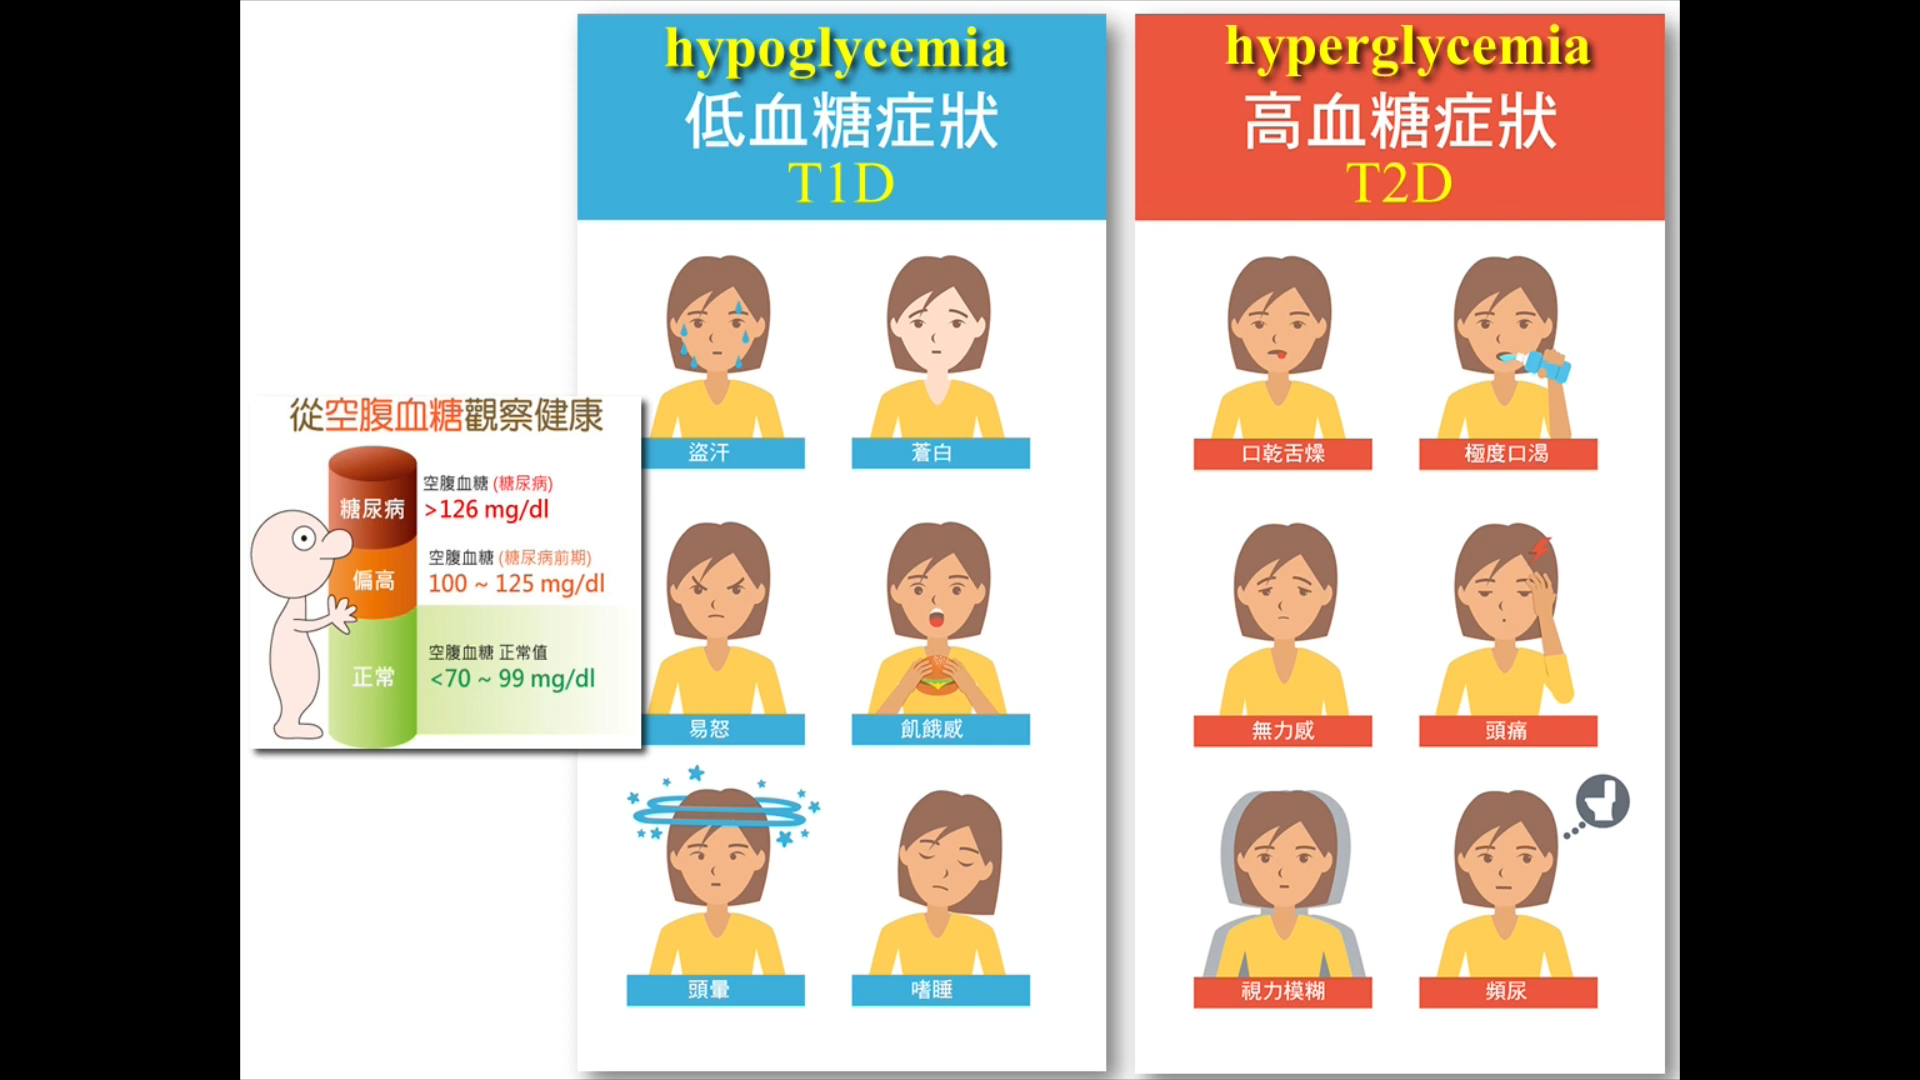 hypoglycemia
低血糖症狀
T1D
盜汗
蒼白
易怒
飢餓感
頭暈
嗜睡
hyperglycemia
高血糖症狀
T2D
口乾舌燥
極度口渴
無力感
頭痛
視力模糊
頻尿
從空腹血糖觀察健康
糖尿病
空腹血糖 (糖尿病)
>126 mg/dl
偏高
空腹血糖 (糖尿病前期)
100 ~ 125 mg/dl
正常
空腹血糖 正常值
<70 ~ 99 mg/dl